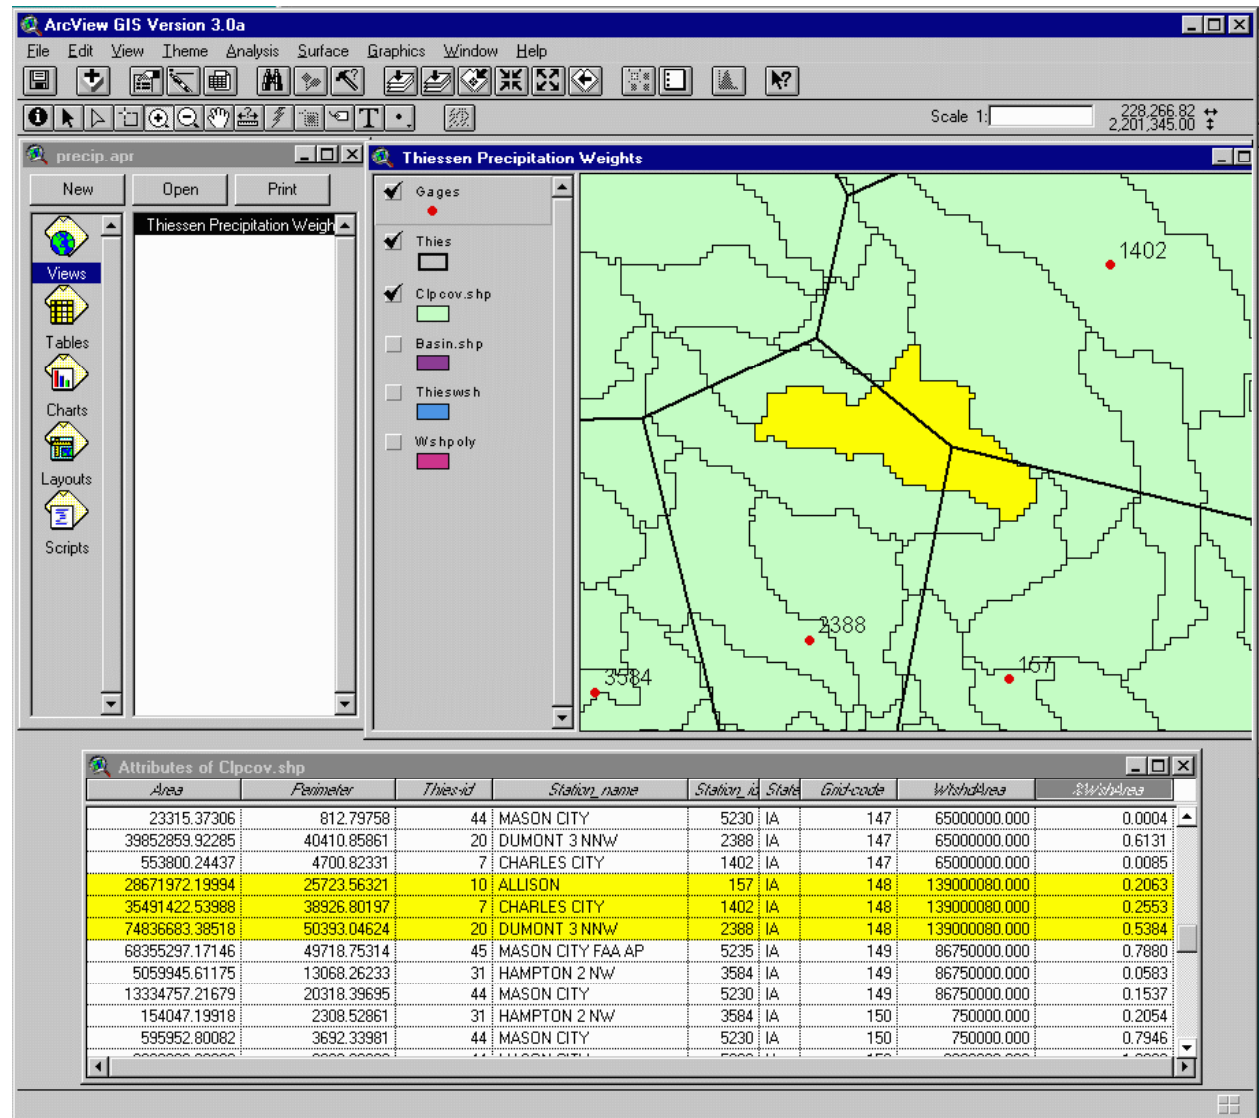 ArcView GIS Version 3.0a
File Edit View Theme Analysis Surface Graphics Window Help
Scale 1:
228,266.82
2,201,345.00
precip.apr
New Open Print
Views
Tables
Charts
Layouts
Scripts
Thiessen Precipitation Weigh
Thiessen Precipitation Weights
Gages
Thies
Clpcov.shp
Basin.shp
Thieswsh
Wshpoly
1402
2388
157
3584
Attributes of Clpcov.shp
Area Perimeter Thies-id Station_name Station_id State Grid-code WtshdArea %WshArea
23315.37306 812.79758 44 MASON CITY 5230 IA 147 65000000.000 0.0004
39852859.92285 40410.85861 20 DUMONT 3 NNW 2388 IA 147 65000000.000 0.6131
553800.24437 4700.82331 7 CHARLES CITY 1402 IA 147 65000000.000 0.0085
28671972.19994 25723.56321 10 ALLISON 157 IA 148 139000080.000 0.2063
35491422.53988 38926.80197 7 CHARLES CITY 1402 IA 148 139000080.000 0.2553
74836683.38518 50393.04624 20 DUMONT 3 NNW 2388 IA 148 139000080.000 0.5384
68355297.17146 49718.75314 45 MASON CITY FAA AP 5235 IA 149 86750000.000 0.7880
5059945.61175 13068.26233 31 HAMPTON 2 NW 3584 IA 149 86750000.000 0.0583
13334757.21679 20318.39695 44 MASON CITY 5230 IA 149 86750000.000 0.1537
154047.19918 2308.52861 31 HAMPTON 2 NW 3584 IA 150 750000.000 0.2054
595952.80082 3692.33981 44 MASON CITY 5230 IA 150 750000.000 0.7946